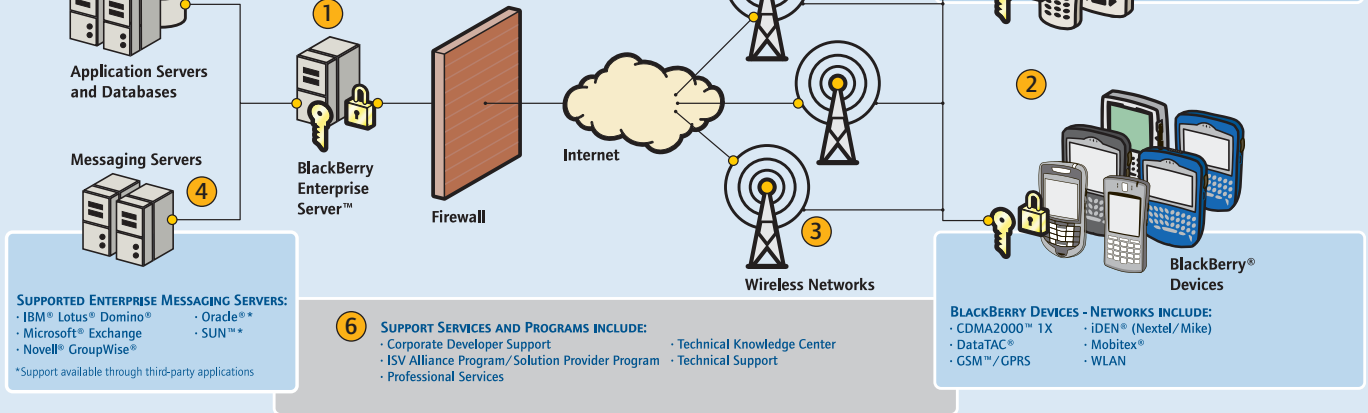 1
Application Servers
and Databases
2
Messaging Servers
4
BlackBerry
Enterprise
Server™
Firewall
Internet
3
Wireless Networks
BlackBerry®
Devices
SUPPORTED ENTERPRISE MESSAGING SERVERS:
· IBM® Lotus® Domino®
· Microsoft® Exchange
· Novell® GroupWise®
· Oracle®*
· SUN™*
*Support available through third-party applications
6
SUPPORT SERVICES AND PROGRAMS INCLUDE:
· Corporate Developer Support
· ISV Alliance Program/Solution Provider Program
· Professional Services
· Technical Knowledge Center
· Technical Support
BLACKBERRY DEVICES - NETWORKS INCLUDE:
· CDMA2000™ 1X
· DataTAC®
· GSM™/GPRS
· iDEN® (Nextel/Mike)
· Mobitex®
· WLAN